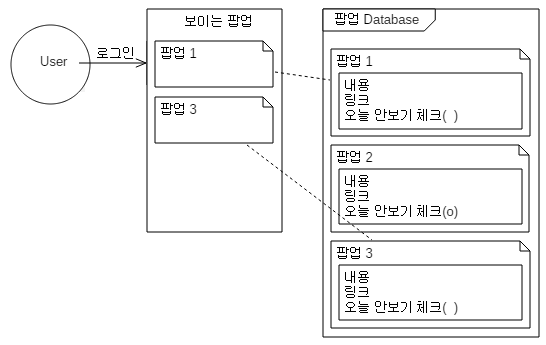 User
로그인
보이는 팝업
팝업 1
팝업 3
팝업 Database
팝업 1
내용
링크
오늘 안보기 체크( )
팝업 2
내용
링크
오늘 안보기 체크(o)
팝업 3
내용
링크
오늘 안보기 체크( )